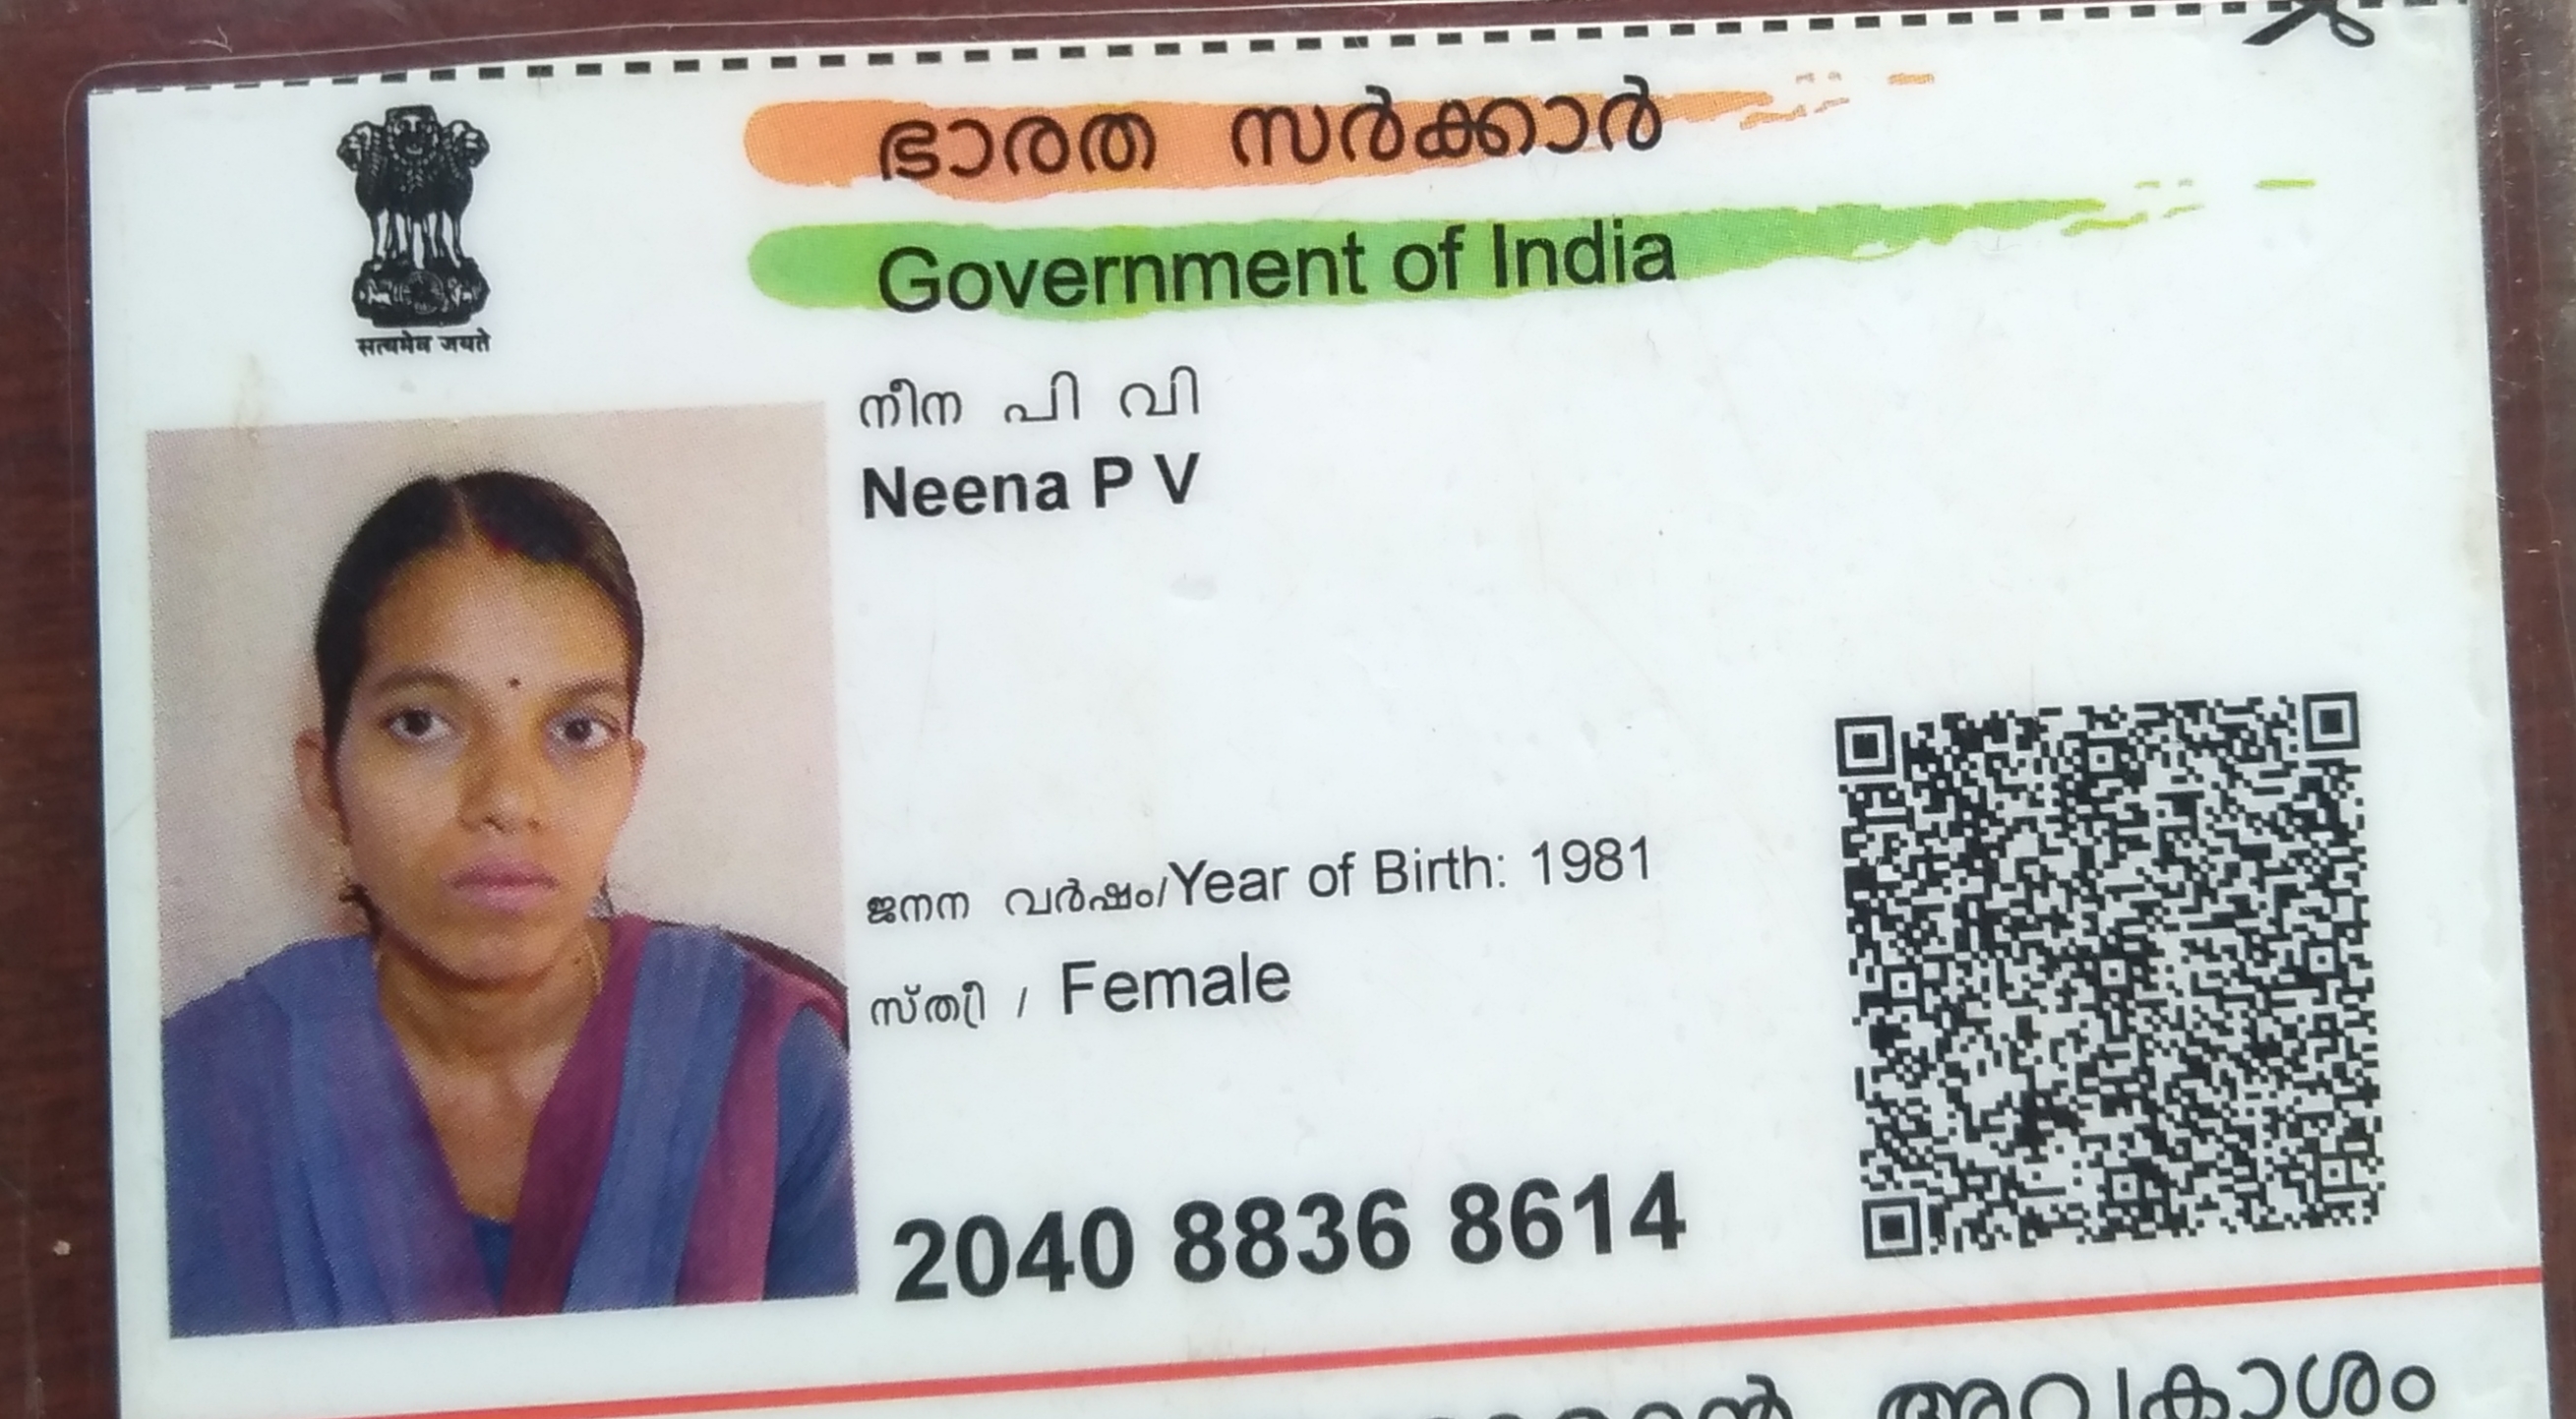 ഭാരത സർക്കാർ
Government of India
सत्यमेव जयते
നീന പി വി
Neena P V
ജനന വർഷം/Year of Birth: 1981
സ്ത്രീ / Female
2040 8836 8614
അവകാശം